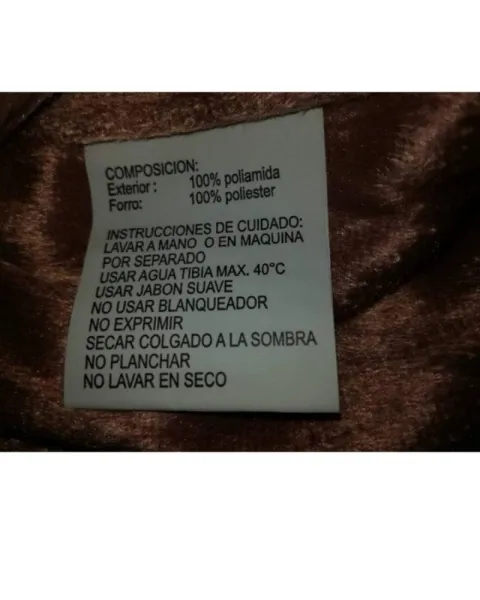 COMPOSICION:
Exterior: 100% poliamida
Forro: 100% poliester
INSTRUCCIONES DE CUIDADO:
LAVAR A MANO O EN MAQUINA
POR SEPARADO
USAR AGUA TIBIA MAX. 40°C
USAR JABON SUAVE
NO USAR BLANQUEADOR
NO EXPRIMIR
SECAR COLGADO A LA SOMBRA
NO PLANCHAR
NO LAVAR EN SECO